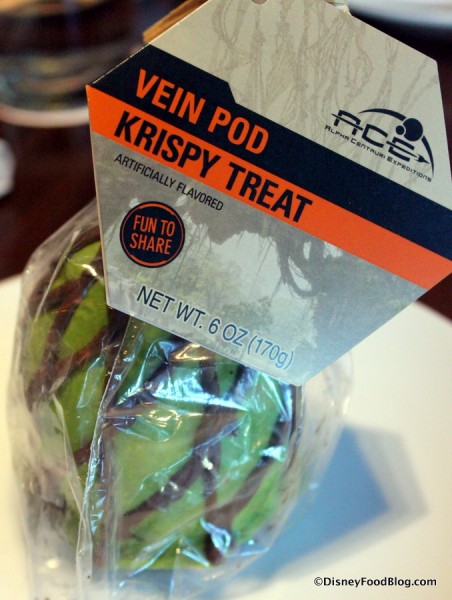 VEIN POD
KRISPY TREAT
ARTIFICIALLY FLAVORED
ACE
ALPHA CENTAURI EXPEDITIONS
FUN TO
SHARE
NET WT. 6 OZ (170g)
©DisneyFoodBlog.com